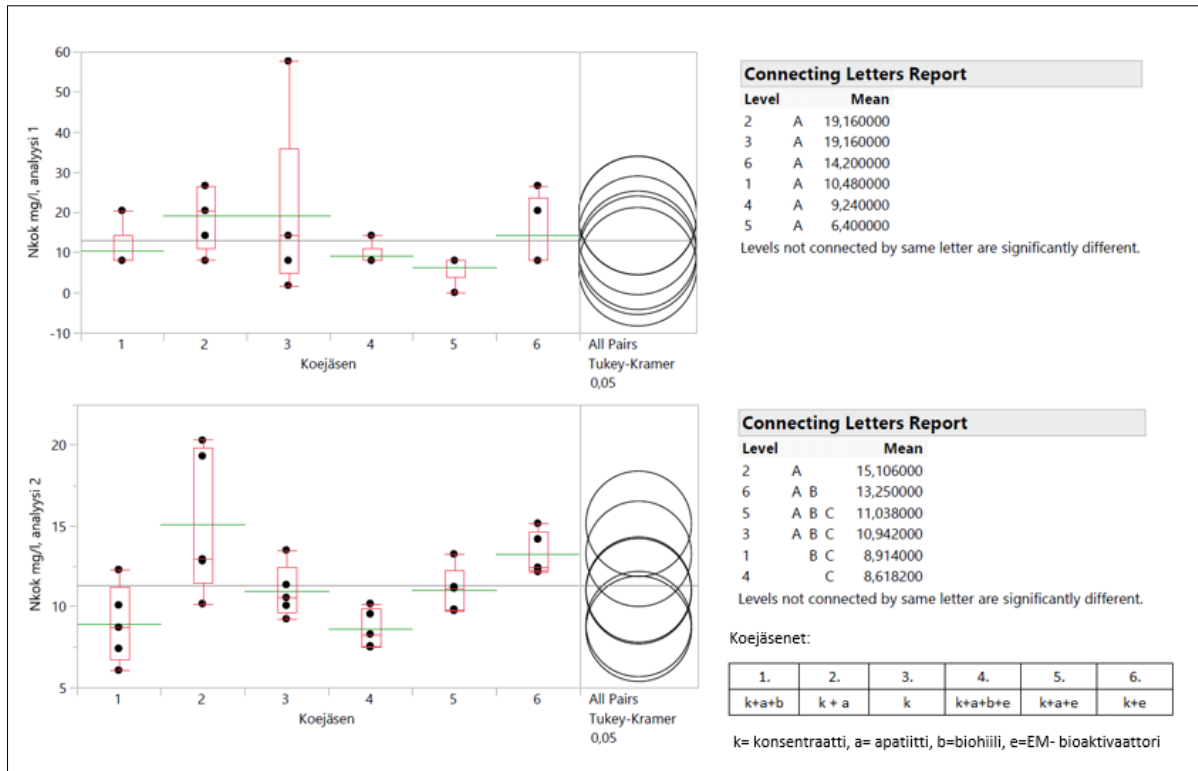 60
50
40
30
20
10
0
-10
Nkok mg/l, analyysi 1
1 2 3 4 5 6
Koejäsen
All Pairs
Tukey-Kramer
0,05
Connecting Letters Report
Level Mean
2 A 19,160000
3 A 19,160000
6 A 14,200000
1 A 10,480000
4 A 9,240000
5 A 6,400000
Levels not connected by same letter are significantly different.
20
15
10
5
Nkok mg/l, analyysi 2
1 2 3 4 5 6
Koejäsen
All Pairs
Tukey-Kramer
0,05
Connecting Letters Report
Level Mean
2 A 15,106000
6 A B 13,250000
5 A B C 11,038000
3 A B C 10,942000
1 B C 8,914000
4 C 8,618200
Levels not connected by same letter are significantly different.
Koejäsenet:
1. 2. 3. 4. 5. 6.
k+a+b k + a k k+a+b+e k+a+e k+e
k= konsentraatti, a= apatiitti, b=biohiili, e=EM- bioaktivaattori